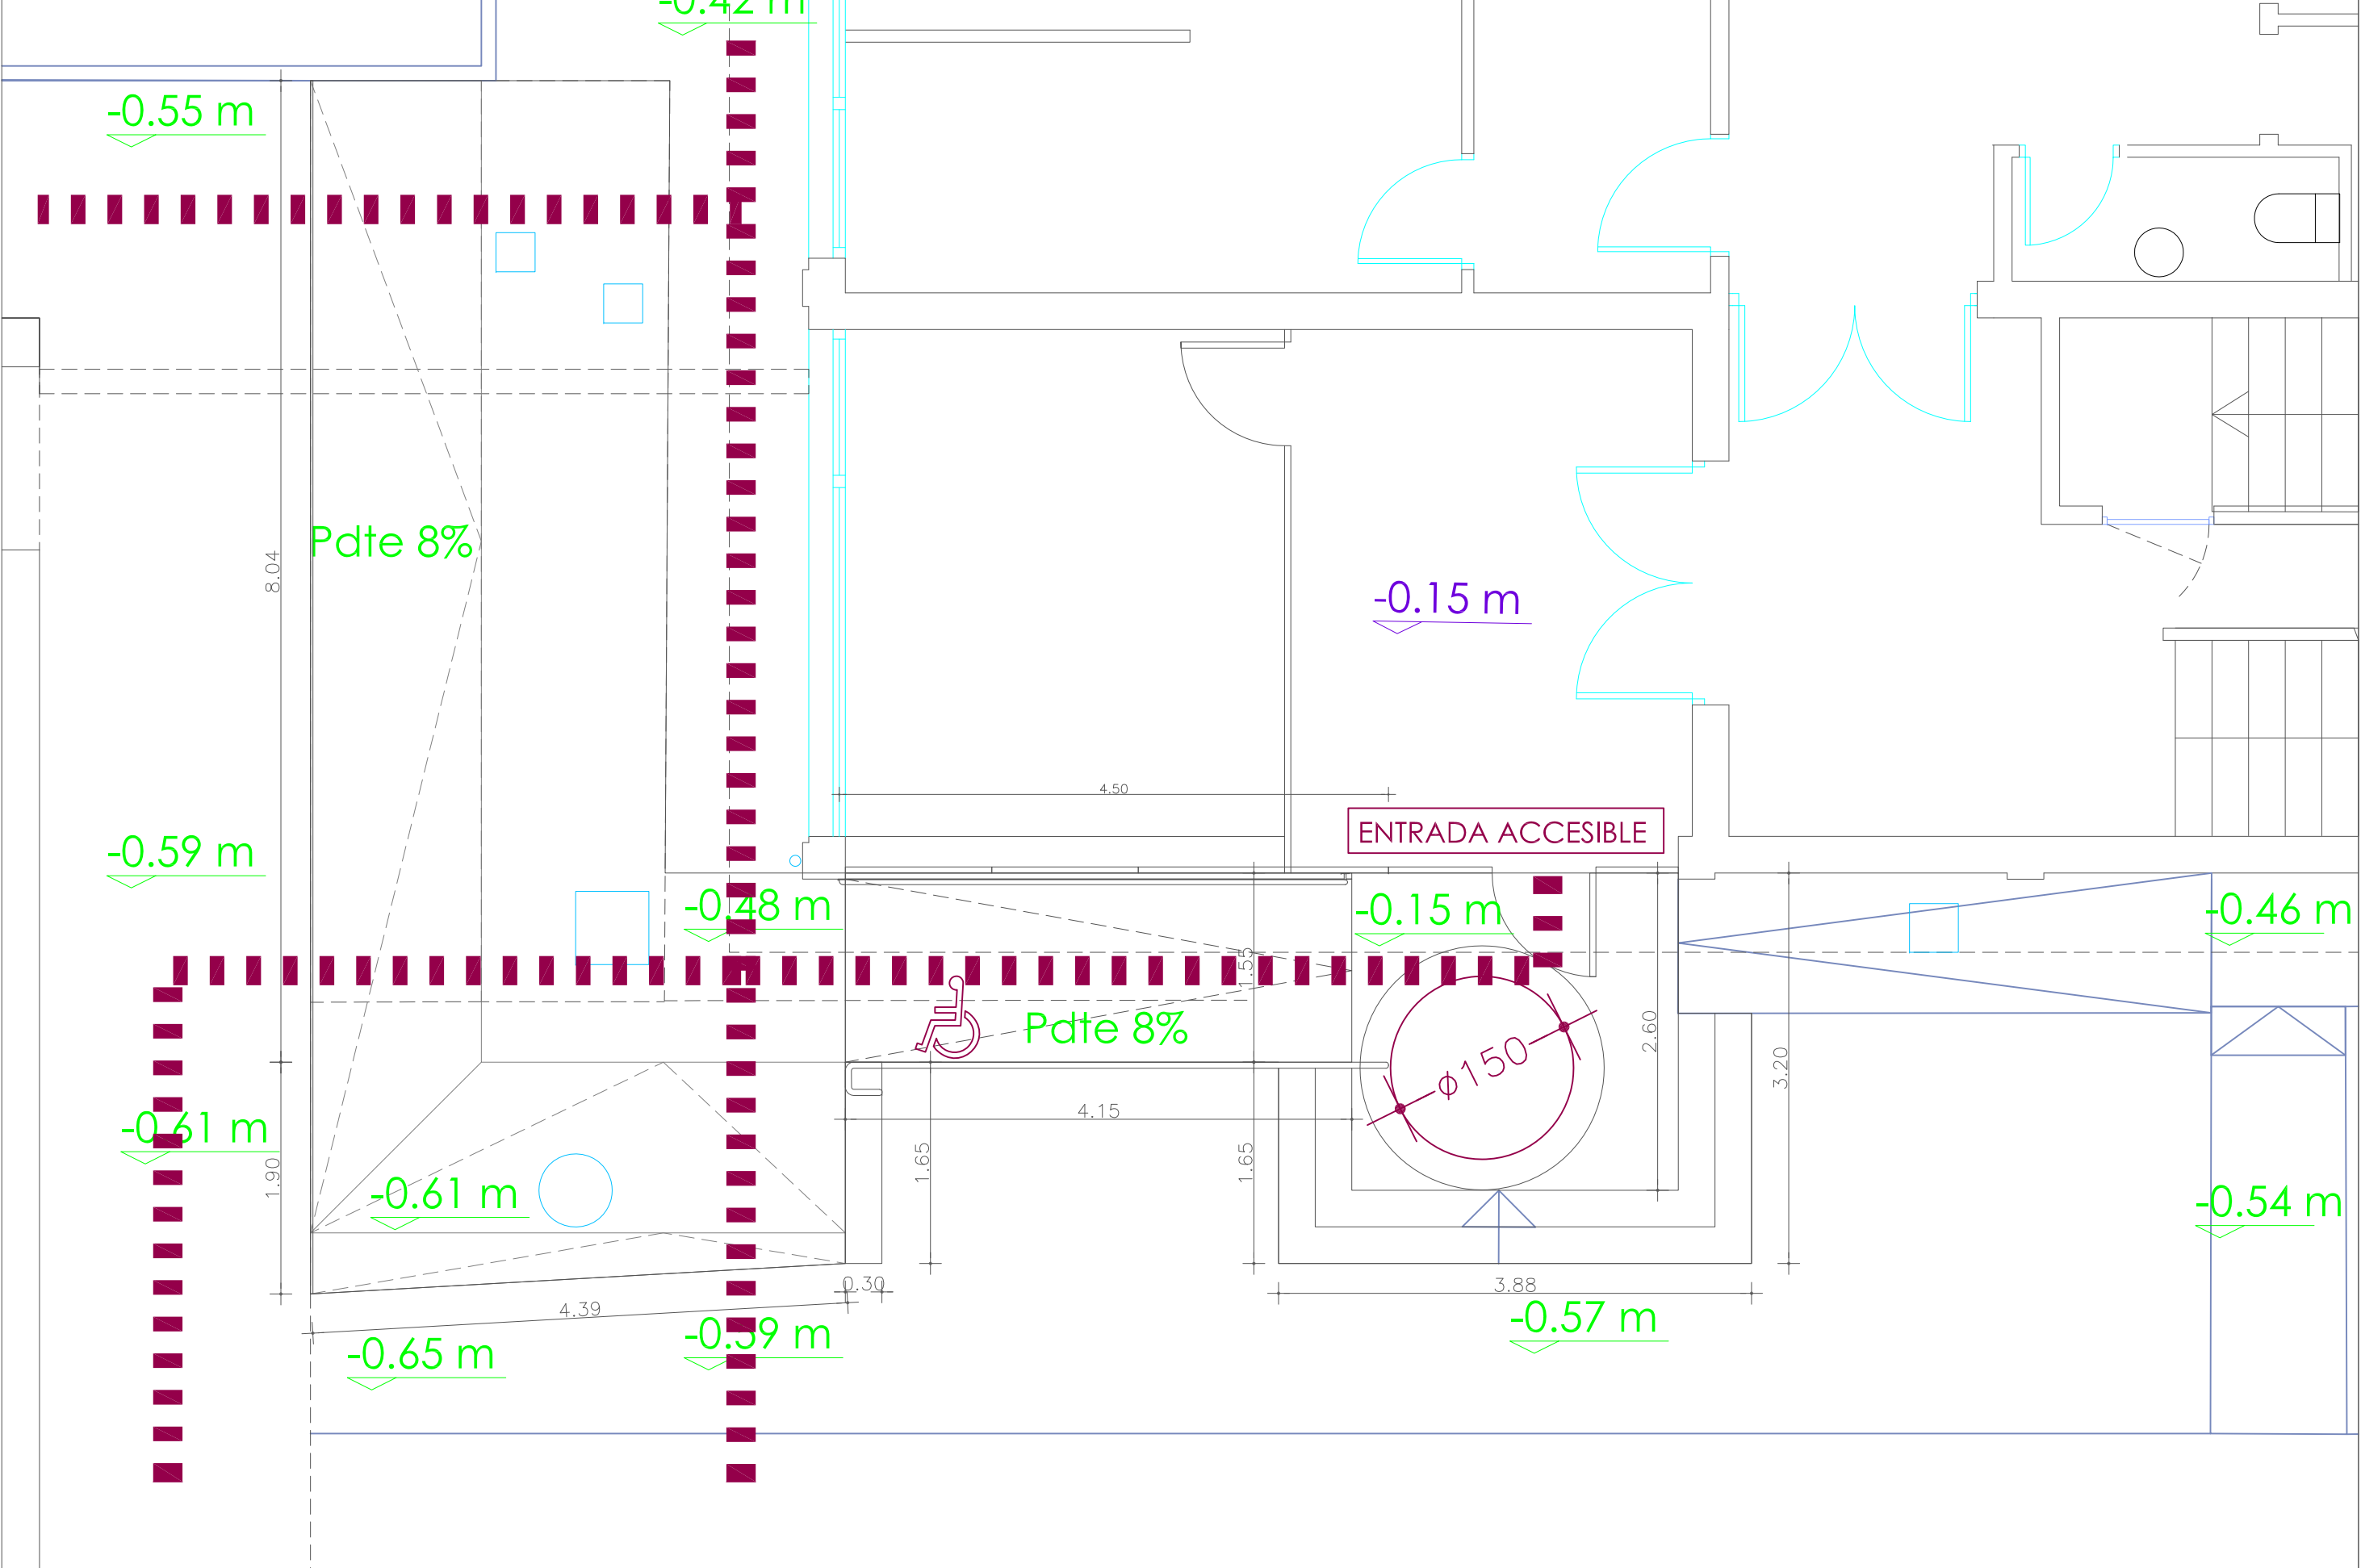 -0.42 m
-0.55 m
Pdte 8%
8.04
-0.15 m
4.50
ENTRADA ACCESIBLE
-0.59 m
-0.48 m
-0.15 m
-0.46 m
1.55
Pdte 8%
2.60
3.20
ø150
-0.61 m
4.15
1.90
1.65
1.65
-0.61 m
-0.54 m
0.30
3.88
4.39
-0.57 m
-0.65 m
-0.59 m